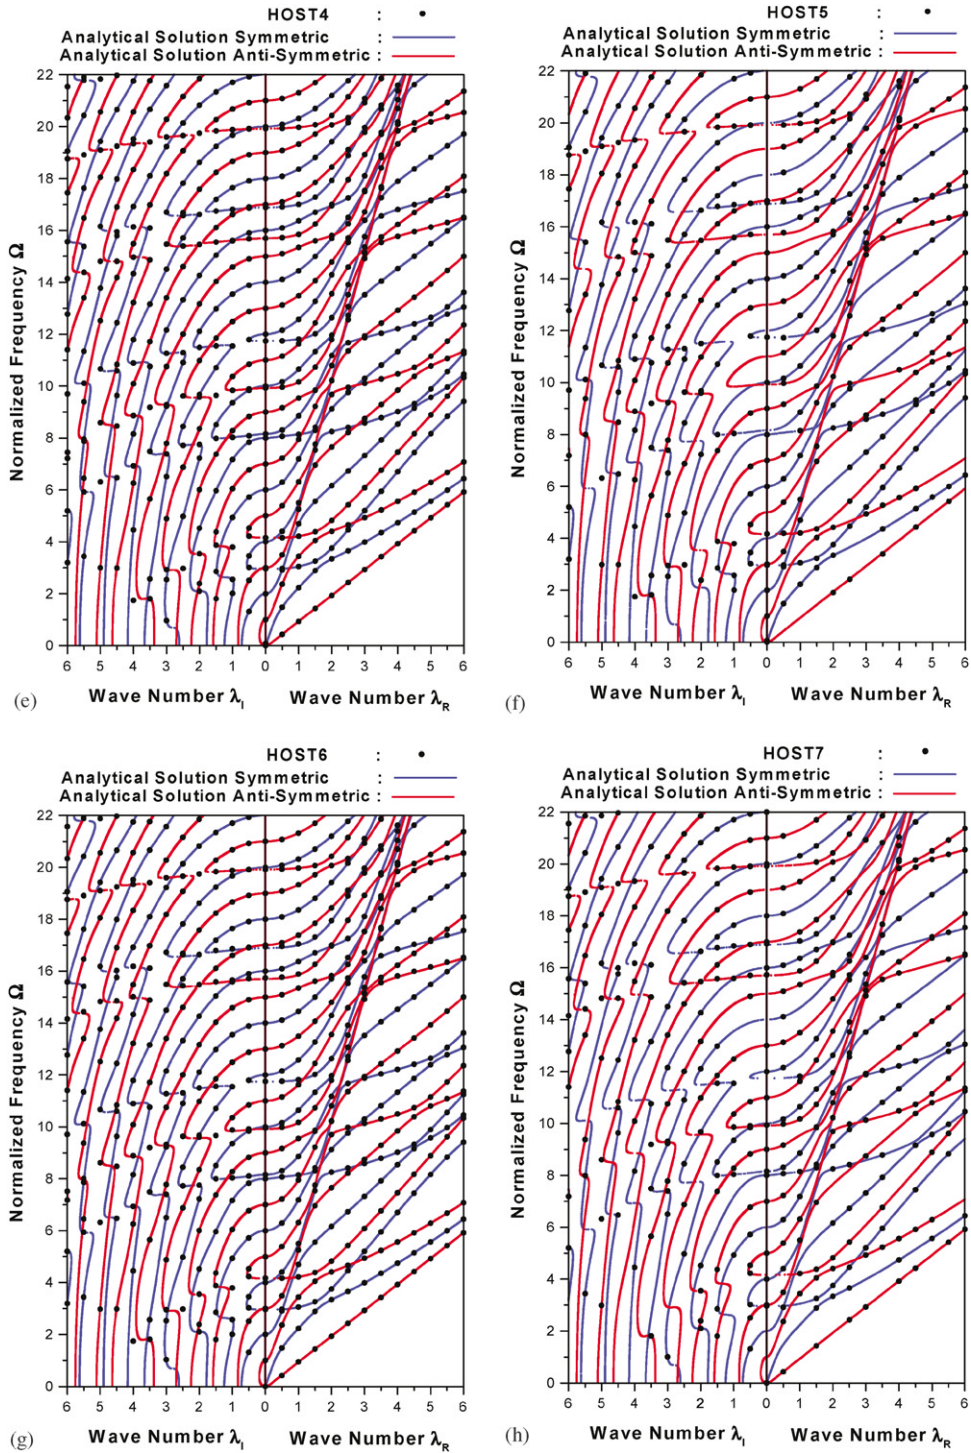 HOST4 :
Analytical Solution Symmetric :
Analytical Solution Anti-Symmetric :
22
20
18
16
14
12
10
8
6
4
2
0
Normalized Frequency Ω
6 5 4 3 2 1 0 1 2 3 4 5 6
Wave Number λI Wave Number λR
(e)
HOST5 :
Analytical Solution Symmetric :
Analytical Solution Anti-Symmetric :
22
20
18
16
14
12
10
8
6
4
2
0
Normalized Frequency Ω
6 5 4 3 2 1 0 1 2 3 4 5 6
Wave Number λI Wave Number λR
(f)
HOST6 :
Analytical Solution Symmetric :
Analytical Solution Anti-Symmetric :
22
20
18
16
14
12
10
8
6
4
2
0
Normalized Frequency Ω
6 5 4 3 2 1 0 1 2 3 4 5 6
Wave Number λI Wave Number λR
(g)
HOST7 :
Analytical Solution Symmetric :
Analytical Solution Anti-Symmetric :
22
20
18
16
14
12
10
8
6
4
2
0
Normalized Frequency Ω
6 5 4 3 2 1 0 1 2 3 4 5 6
Wave Number λI Wave Number λR
(h)